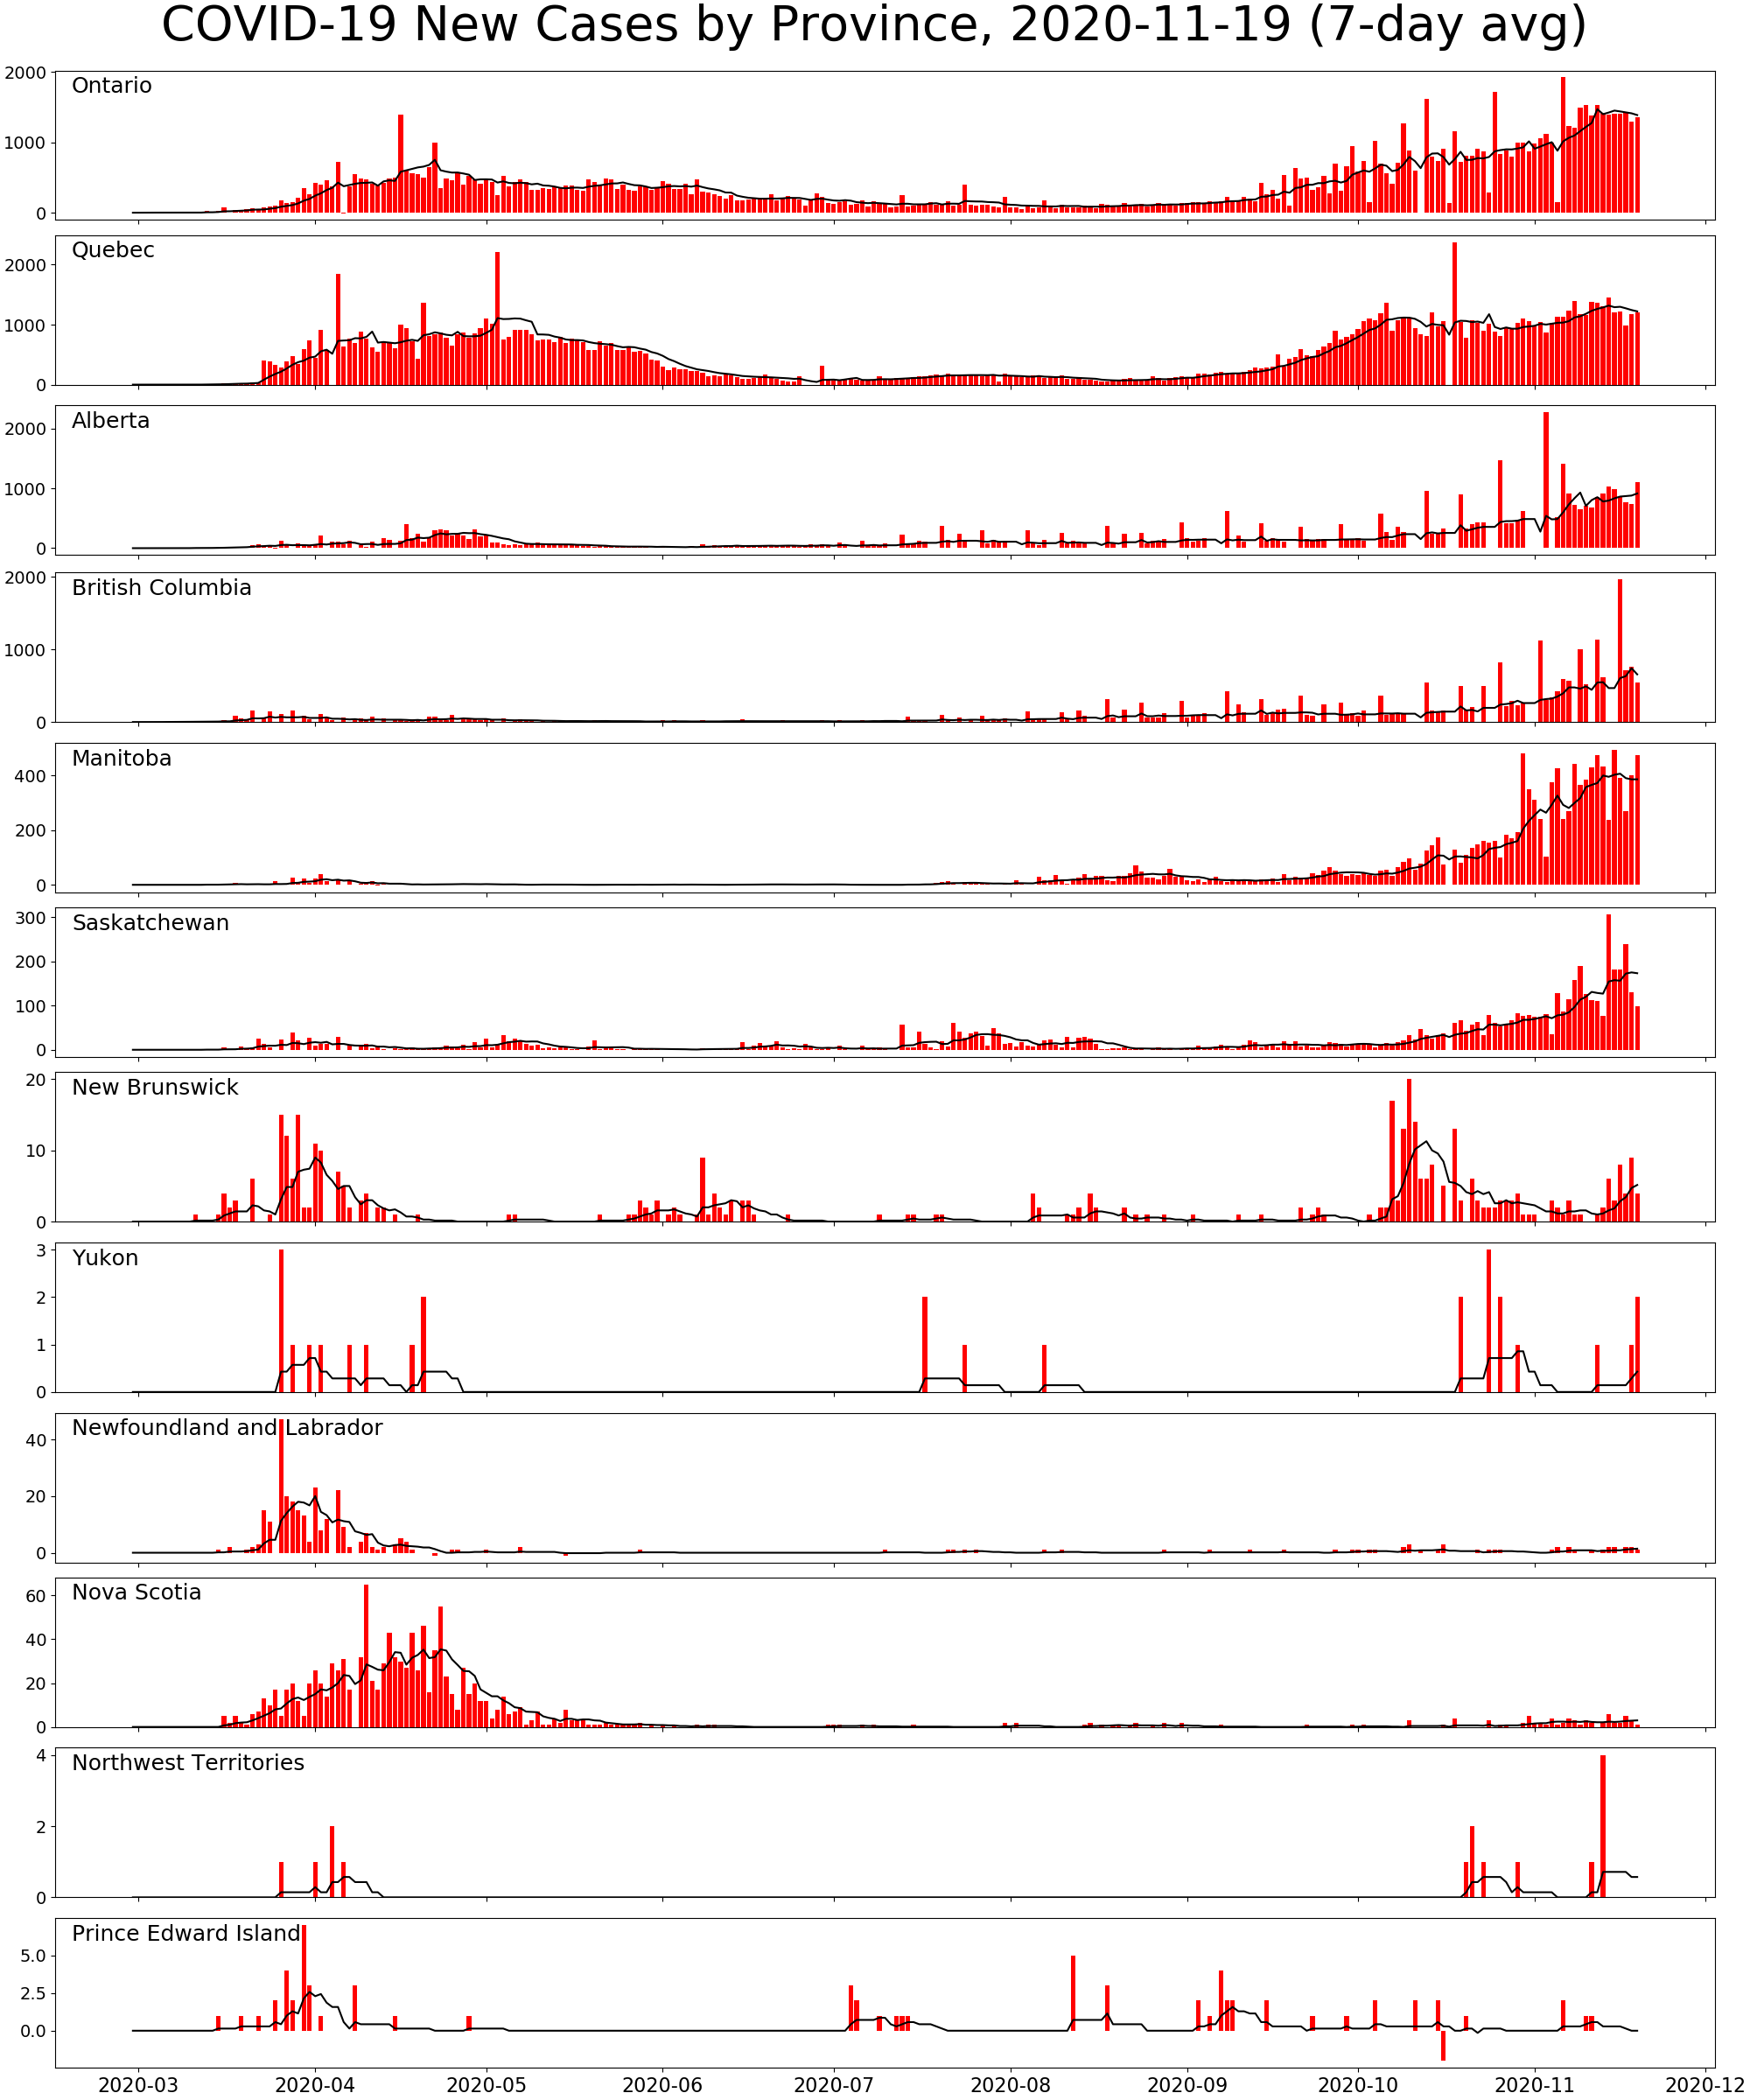 COVID-19 New Cases by Province, 2020-11-19 (7-day avg)
Ontario
2000
1000
0
Quebec
2000
1000
0
Alberta
2000
1000
0
British Columbia
2000
1000
0
Manitoba
400
200
0
Saskatchewan
300
200
100
0
New Brunswick
20
10
0
Yukon
3
2
1
0
Newfoundland and Labrador
40
20
0
Nova Scotia
60
40
20
0
Northwest Territories
4
2
0
Prince Edward Island
5.0
2.5
0.0
2020-03 2020-04 2020-05 2020-06 2020-07 2020-08 2020-09 2020-10 2020-11 2020-12